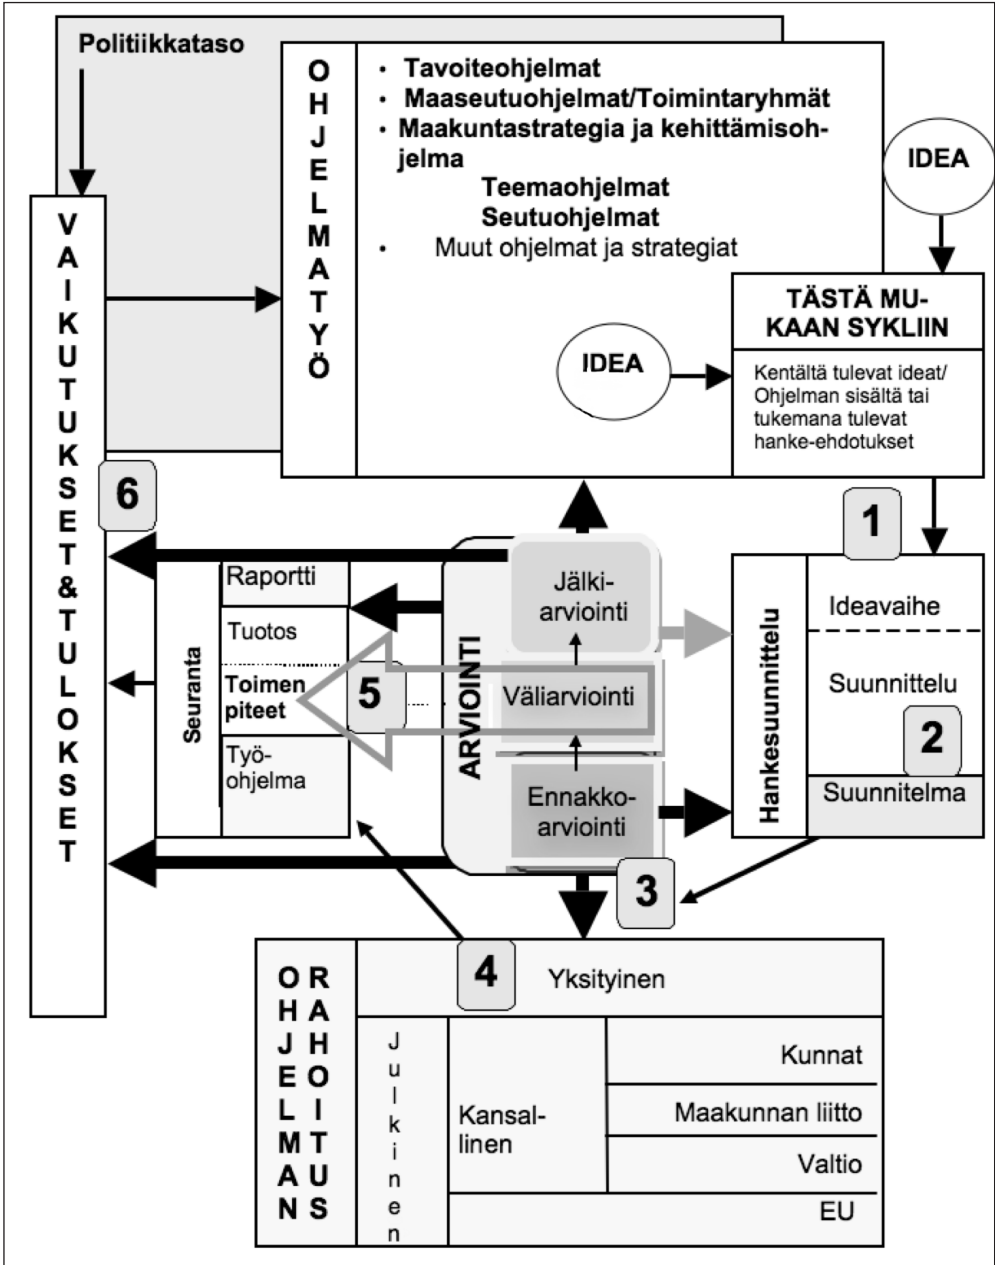 Politiikkataso
OHJELMATYÖ
• Tavoiteohjelmat
• Maaseutuohjelmat/Toimintaryhmät
• Maakuntastrategia ja kehittämisoh-
jelma
Teemaohjelmat
Seutuohjelmat
• Muut ohjelmat ja strategiat
IDEA
IDEA
TÄSTÄ MU-
KAAN SYKLIIN
Kentältä tulevat ideat/
Ohjelman sisältä tai
tukemana tulevat
hanke-ehdotukset
VAIKUTUKSET&TULOKSET
6
1
Seuranta
Raportti
Tuotos
Toimen
piteet
Työ-
ohjelma
5
ARVIOINTI
Jälki-
arviointi
Väliarviointi
Ennakko-
arviointi
Hankesuunnittelu
Ideavaihe
Suunnittelu
2
Suunnitelma
3
4
OHJELMAN
RAHOITUS
Yksityinen
Julkinen
Kansal-
linen
Kunnat
Maakunnan liitto
Valtio
EU